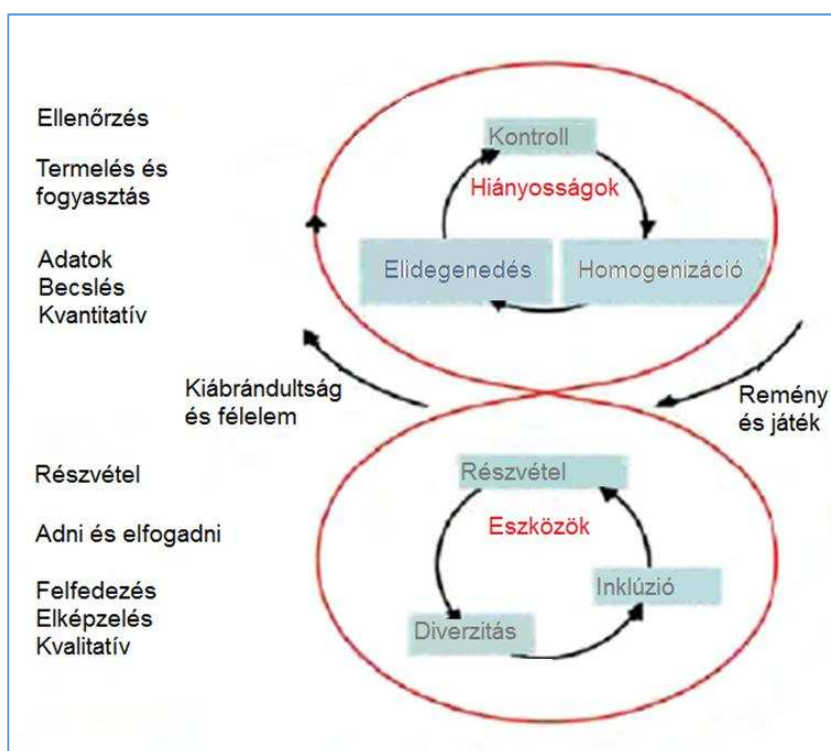 Ellenőrzés
Kontroll
Termelés és
fogyasztás
Hiányosságok
Adatok
Becslés
Kvantitatív
Elidegenedés
Homogenizáció
Kiábrándultság
és félelem
Remény
és játék
Részvétel
Részvétel
Adni és elfogadni
Eszközök
Felfedezés
Elképzelés
Kvalitatív
Inklúzió
Diverzitás